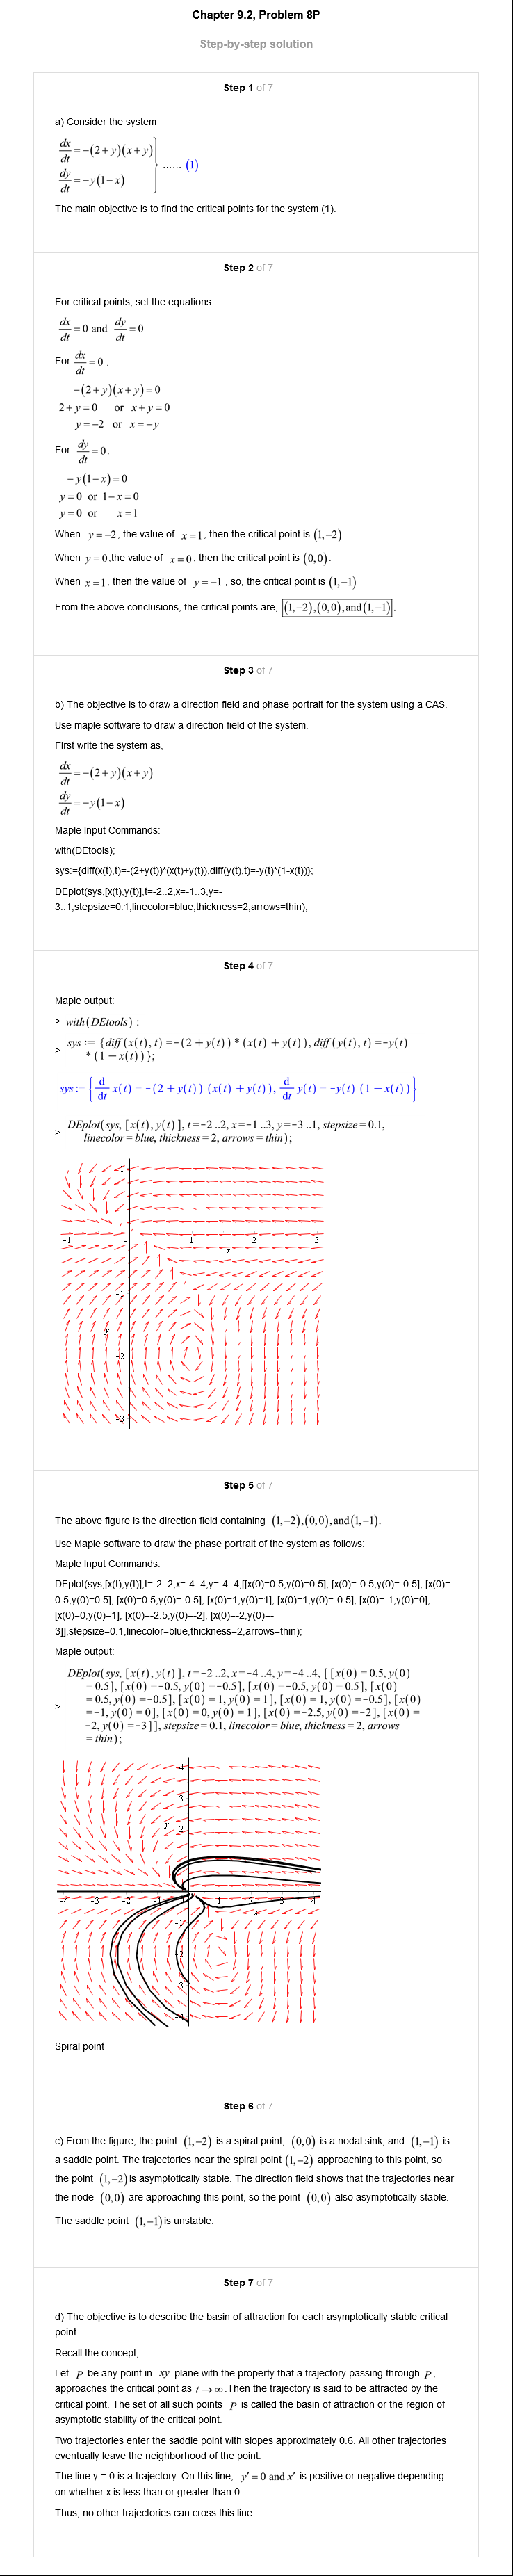 Chapter 9.2, Problem 8P
Step-by-step solution
Step 1 of 7
a) Consider the system
dx/dt = −(2+y)(x+y)
dy/dt = −y(1−x)
...... (1)
The main objective is to find the critical points for the system (1).
Step 2 of 7
For critical points, set the equations.
dx/dt = 0 and dy/dt = 0
For dx/dt = 0 ,
−(2+y)(x+y) = 0
2+y = 0 or x+y = 0
y = −2 or x = −y
For dy/dt = 0.
−y(1−x) = 0
y = 0 or 1−x = 0
y = 0 or x = 1
When y = −2, the value of x = 1, then the critical point is (1,−2).
When y = 0,the value of x = 0, then the critical point is (0,0).
When x = 1, then the value of y = −1 , so, the critical point is (1,−1)
From the above conclusions, the critical points are, (1,−2),(0,0),and(1,−1).
Step 3 of 7
b) The objective is to draw a direction field and phase portrait for the system using a CAS.
Use maple software to draw a direction field of the system.
First write the system as,
dx/dt = −(2+y)(x+y)
dy/dt = −y(1−x)
Maple Input Commands:
with(DEtools);
sys:={diff(x(t),t)=-(2+y(t))*(x(t)+y(t)),diff(y(t),t)=-y(t)*(1-x(t))};
DEplot(sys,[x(t),y(t)],t=-2..2,x=-1..3,y=-
3..1,stepsize=0.1,linecolor=blue,thickness=2,arrows=thin);
Step 4 of 7
Maple output:
> with(DEtools) :
> sys := {diff(x(t), t) = −(2 + y(t)) * (x(t) + y(t)), diff(y(t), t) = −y(t)
* (1 − x(t))};
sys := { d/dt x(t) = −(2 + y(t)) (x(t) + y(t)), d/dt y(t) = −y(t) (1 − x(t)) }
> DEplot(sys, [x(t), y(t)], t = −2 ..2, x = −1 ..3, y = −3 ..1, stepsize = 0.1,
linecolor = blue, thickness = 2, arrows = thin);
1
-1 0 1 2 3
x
-1
y
-2
-3
Step 5 of 7
The above figure is the direction field containing (1,−2),(0,0),and(1,−1).
Use Maple software to draw the phase portrait of the system as follows:
Maple Input Commands:
DEplot(sys,[x(t),y(t)],t=-2..2,x=-4..4,y=-4..4,[[x(0)=0.5,y(0)=0.5], [x(0)=-0.5,y(0)=-0.5], [x(0)=-
0.5,y(0)=0.5], [x(0)=0.5,y(0)=-0.5], [x(0)=1,y(0)=1], [x(0)=1,y(0)=-0.5], [x(0)=-1,y(0)=0],
[x(0)=0,y(0)=1], [x(0)=-2.5,y(0)=-2], [x(0)=-2,y(0)=-
3]],stepsize=0.1,linecolor=blue,thickness=2,arrows=thin);
Maple output:
> DEplot(sys, [x(t), y(t)], t = −2 ..2, x = −4 ..4, y = −4 ..4, [[x(0) = 0.5, y(0)
= 0.5], [x(0) = −0.5, y(0) = −0.5], [x(0) = −0.5, y(0) = 0.5], [x(0)
= 0.5, y(0) = −0.5], [x(0) = 1, y(0) = 1], [x(0) = 1, y(0) = −0.5], [x(0)
= −1, y(0) = 0], [x(0) = 0, y(0) = 1], [x(0) = −2.5, y(0) = −2], [x(0) =
−2, y(0) = −3]], stepsize = 0.1, linecolor = blue, thickness = 2, arrows
= thin);
4
3
y
2
1
-4 -3 -2 -1 0 1 2 3 4
x
-1
-2
-3
-4
Spiral point
Step 6 of 7
c) From the figure, the point (1,−2) is a spiral point, (0,0) is a nodal sink, and (1,−1) is
a saddle point. The trajectories near the spiral point (1,−2) approaching to this point, so
the point (1,−2) is asymptotically stable. The direction field shows that the trajectories near
the node (0,0) are approaching this point, so the point (0,0) also asymptotically stable.
The saddle point (1,−1) is unstable.
Step 7 of 7
d) The objective is to describe the basin of attraction for each asymptotically stable critical
point.
Recall the concept,
Let P be any point in xy-plane with the property that a trajectory passing through P,
approaches the critical point as t → ∞ .Then the trajectory is said to be attracted by the
critical point. The set of all such points P is called the basin of attraction or the region of
asymptotic stability of the critical point.
Two trajectories enter the saddle point with slopes approximately 0.6. All other trajectories
eventually leave the neighborhood of the point.
The line y = 0 is a trajectory. On this line, y′ = 0 and x′ is positive or negative depending
on whether x is less than or greater than 0.
Thus, no other trajectories can cross this line.